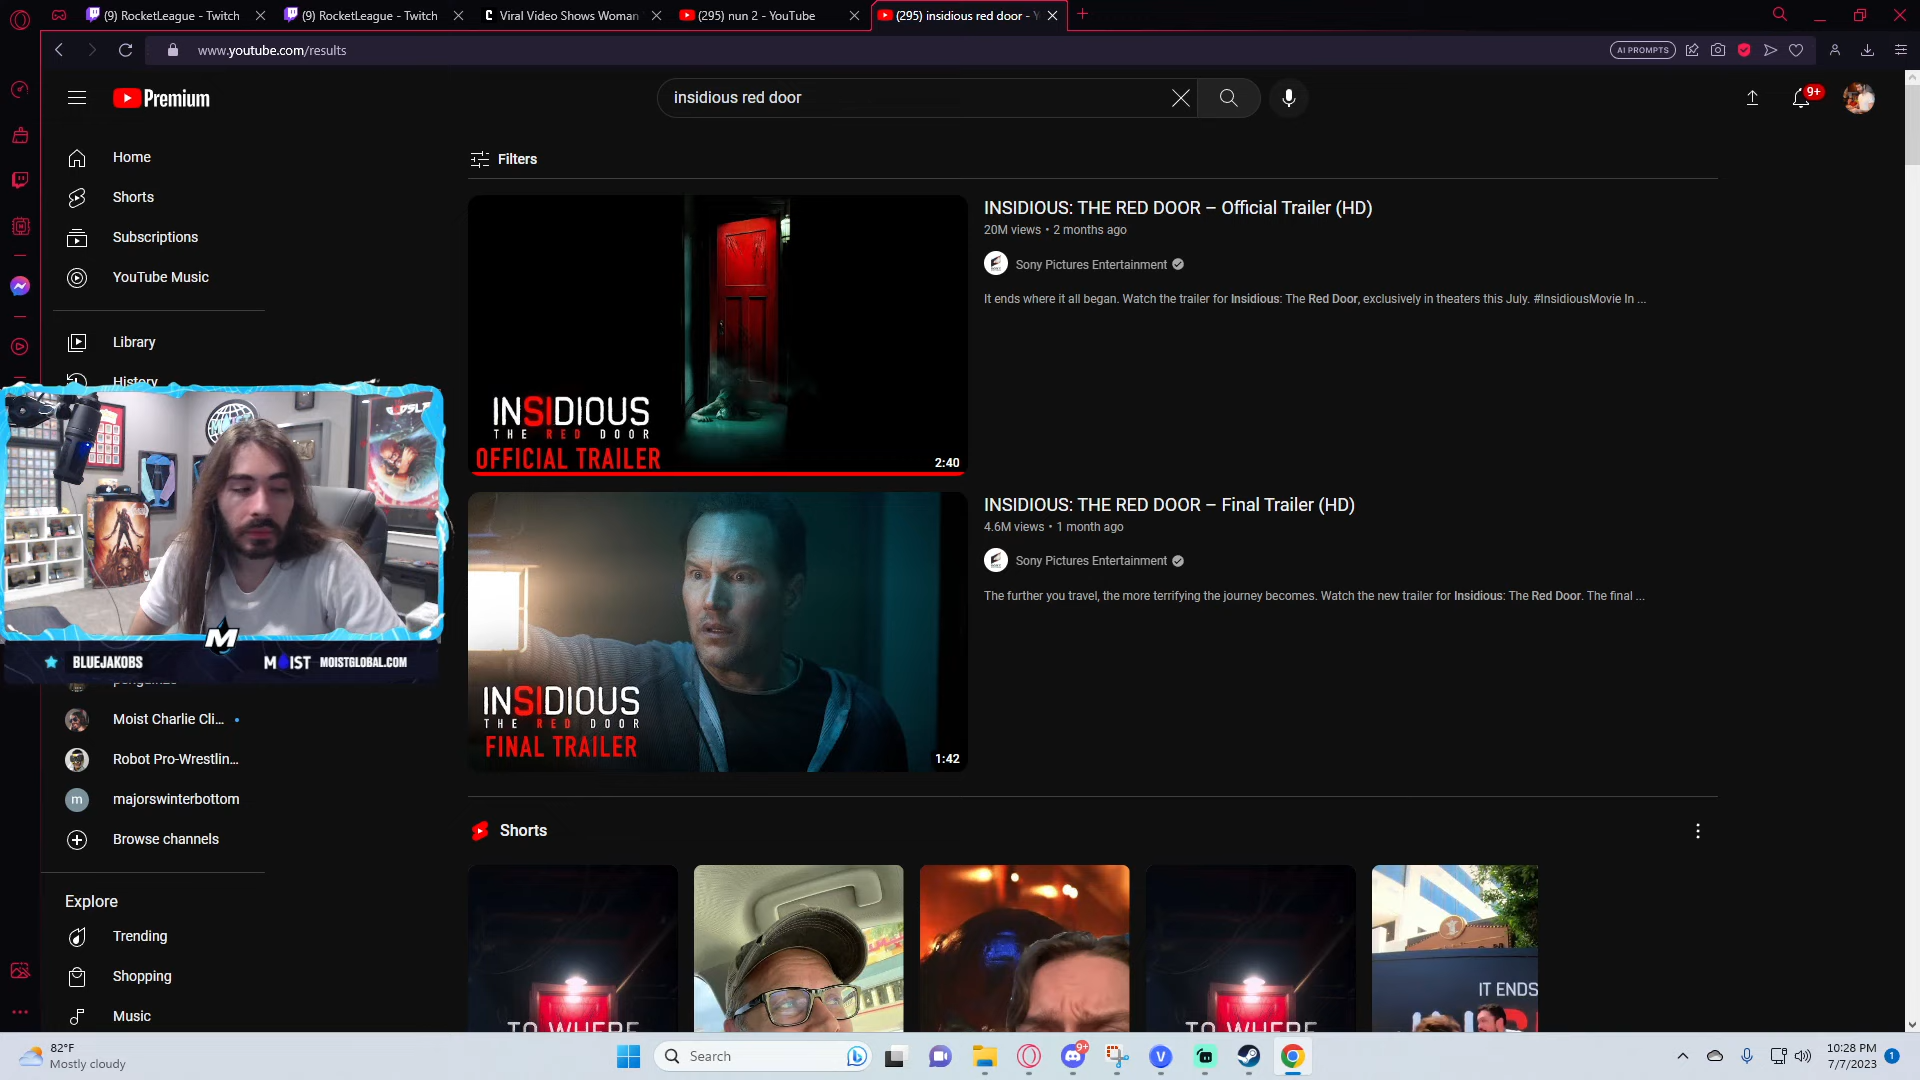 (9) RocketLeague - Twitch
(9) RocketLeague - Twitch
Viral Video Shows Woman
(295) nun 2 - YouTube
(295) insidious red door -
www.youtube.com/results
AI PROMPTS
Premium
insidious red door
9+
Home
Shorts
Subscriptions
YouTube Music
Library
History
Filters
INSIDIOUS
THE RED DOOR
OFFICIAL TRAILER
2:40
INSIDIOUS: THE RED DOOR – Official Trailer (HD)
20M views • 2 months ago
Sony Pictures Entertainment
It ends where it all began. Watch the trailer for Insidious: The Red Door, exclusively in theaters this July. #InsidiousMovie In ...
INSIDIOUS
THE RED DOOR
FINAL TRAILER
1:42
INSIDIOUS: THE RED DOOR – Final Trailer (HD)
4.6M views • 1 month ago
Sony Pictures Entertainment
The further you travel, the more terrifying the journey becomes. Watch the new trailer for Insidious: The Red Door. The final ...
M
BLUEJAKOBS
MOIST
MOISTGLOBAL.COM
Moist Charlie Cli...
Robot Pro-Wrestlin...
m
majorswinterbottom
Browse channels
Explore
Trending
Shopping
Music
Shorts
TO WHERE
TO WHERE
IT ENDS
82°F
Mostly cloudy
Search
9+
V
10:28 PM
7/7/2023
1